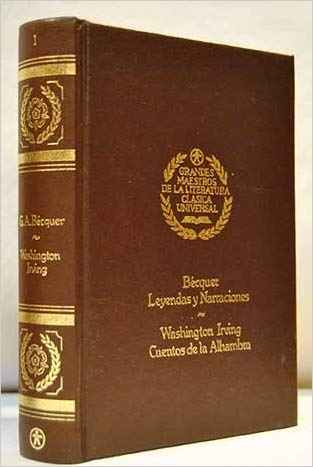 1
G.A.Bécquer
~
Washington
Irving
GRANDES
MAESTROS
DE LA LITERATURA
CLASICA
UNIVERSAL
Bécquer
Leyendas y Narraciones
~
Washington Irving
Cuentos de la Alhambra